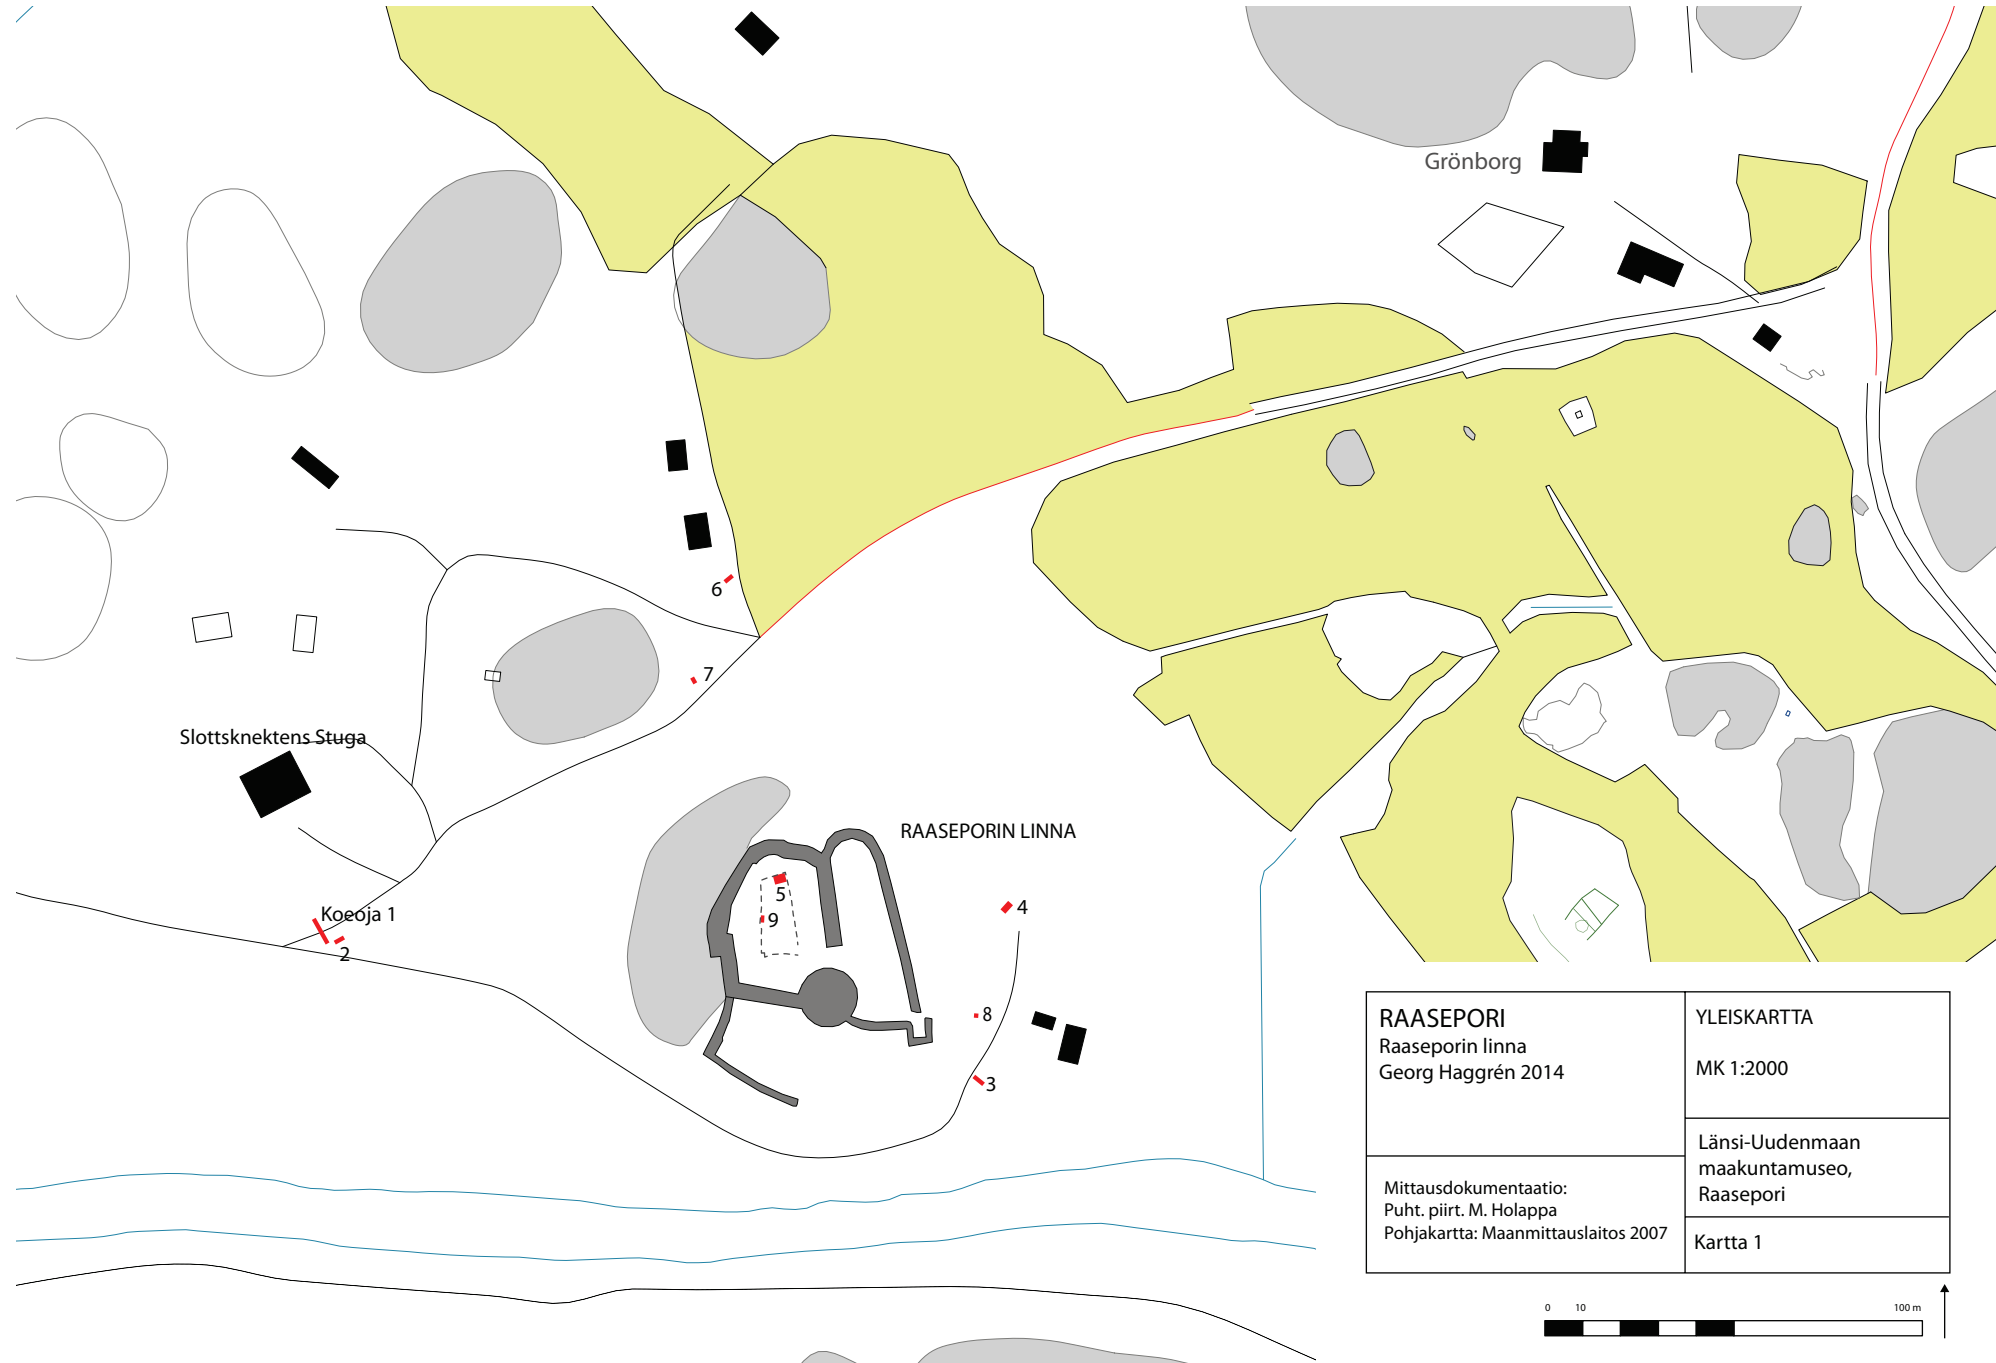 Grönborg
6
7
Slottsknektens Stuga
RAASEPORIN LINNA
5
4
9
Koeoja 1
2
8
3
RAASEPORI
Raaseporin linna
Georg Haggrén 2014
YLEISKARTTA
MK 1:2000
Länsi-Uudenmaan
maakuntamuseo,
Raasepori
Mittausdokumentaatio:
Puht. piirt. M. Holappa
Pohjakartta: Maanmittauslaitos 2007
Kartta 1
0 10 100 m